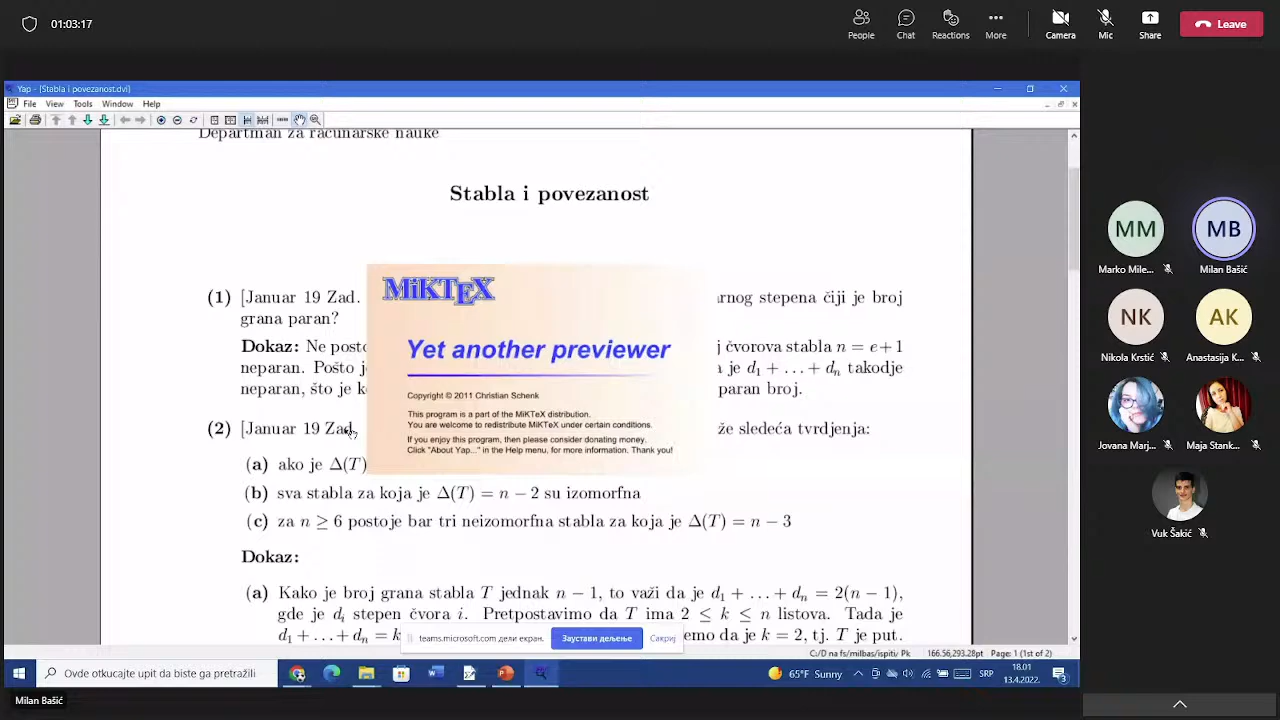 01:03:17
People
Chat
Reactions
More
Camera
Mic
Share
Leave
Yap - [Stabla i povezanost.dvi]
File View Tools Window Help
Departman za računarske nauke
Stabla i povezanost
(1) [Januar 19 Zad.
arnog stepena čiji je broj
grana paran?
Dokaz: Ne posto
j čvorova stabla n = e+1
neparan. Pošto j
a je d₁ + … + dₙ takodje
neparan, što je k
paran broj.
(2) [Januar 19 Zad.
že sledeća tvrdjenja:
(a) ako je Δ(T)
(b) sva stabla za koja je Δ(T) = n − 2 su izomorfna
(c) za n ≥ 6 postoje bar tri neizomorfna stabla za koja je Δ(T) = n − 3
Dokaz:
(a) Kako je broj grana stabla T jednak n − 1, to važi da je d₁ + … + dₙ = 2(n − 1),
gde je dᵢ stepen čvora i. Pretpostavimo da T ima 2 ≤ k ≤ n listova. Tada je
d₁ + … + dₙ = k
emo da je k = 2, tj. T je put.
MiKTeX
Yet another previewer
Copyright © 2011 Christian Schenk
This program is a part of the MiKTeX distribution.
You are welcome to redistribute MiKTeX under certain conditions.
If you enjoy this program, then please consider donating money.
Click "About Yap..." in the Help menu, for more information. Thank you!
teams.microsoft.com дели екран.
Заустави дељење
Сакриј
C:/D na fs/milbas/ispiti/ Pk
166.56,293.28pt
Page: 1 (1st of 2)
Ovde otkucajte upit da biste ga pretražili
65°F Sunny
SRP
18.01
13.4.2022.
3
Milan Bašić
MM
Marko Mile...
MB
Milan Bašić
NK
Nikola Krstić
AK
Anastasija K...
Jovana Marj...
Maja Stank...
Vuk Šakić